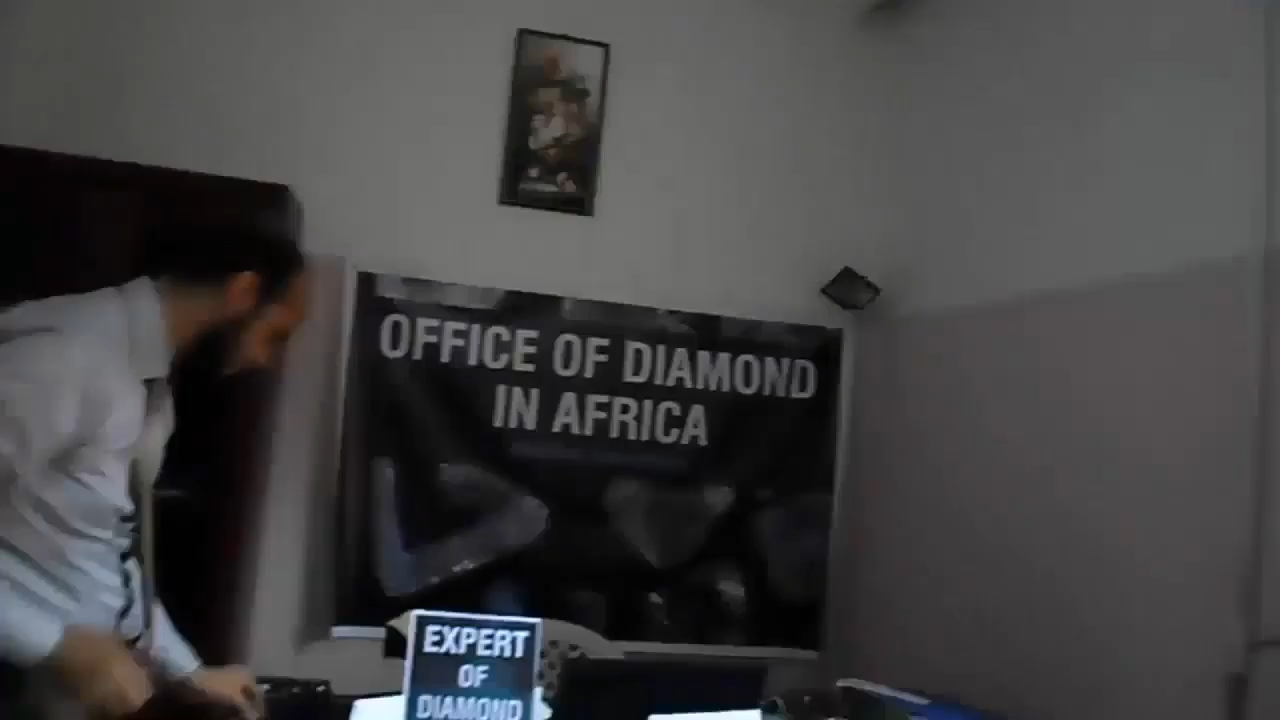 OFFICE OF DIAMOND
IN AFRICA
EXPERT
OF
DIAMOND